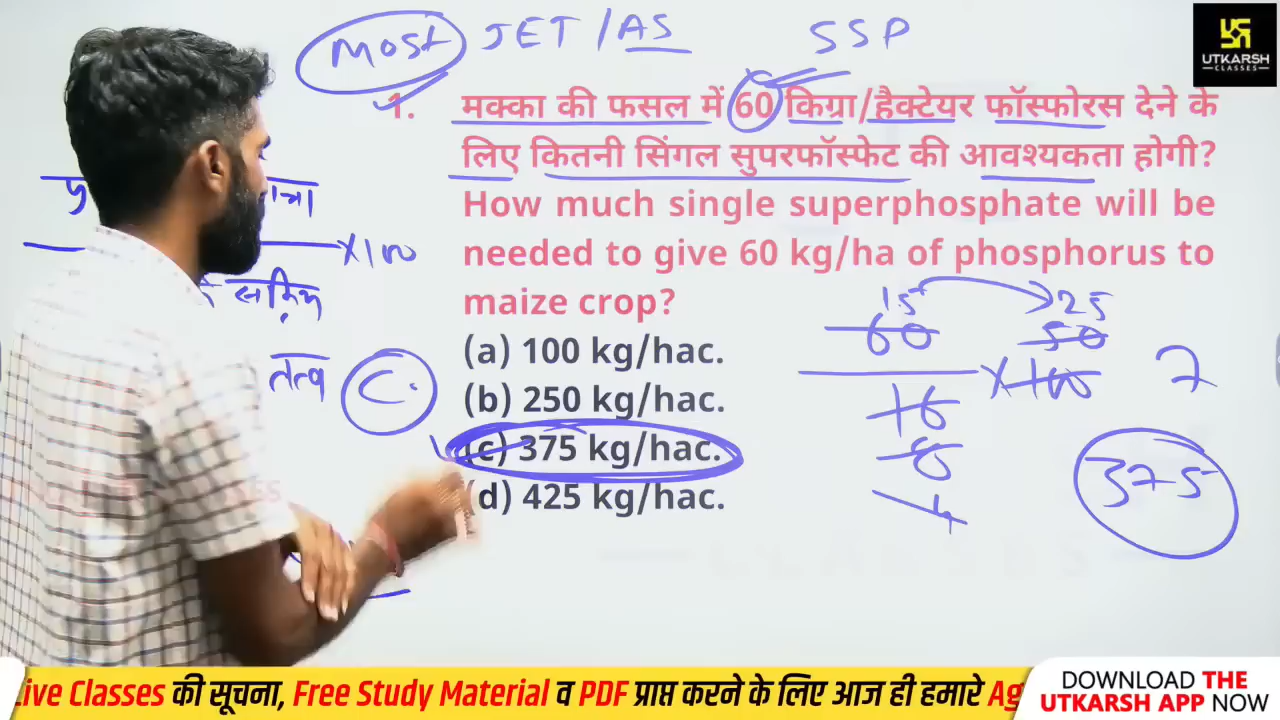 MOST JET / AS SSP
UTKARSH
CLASSES
1. मक्का की फसल में 60 किग्रा/हैक्टेयर फॉस्फोरस देने के
लिए कितनी सिंगल सुपरफॉस्फेट की आवश्यकता होगी?
How much single superphosphate will be
needed to give 60 kg/ha of phosphorus to
maize crop?
(a) 100 kg/hac.
(b) 250 kg/hac.
(c) 375 kg/hac.
(d) 425 kg/hac.
×100
सक्रिय
तत्व
C.
15 25
60 50
16 ×100
8
4
375
Live Classes की सूचना, Free Study Material व PDF प्राप्त करने के लिए आज ही हमारे
DOWNLOAD THE
UTKARSH APP NOW